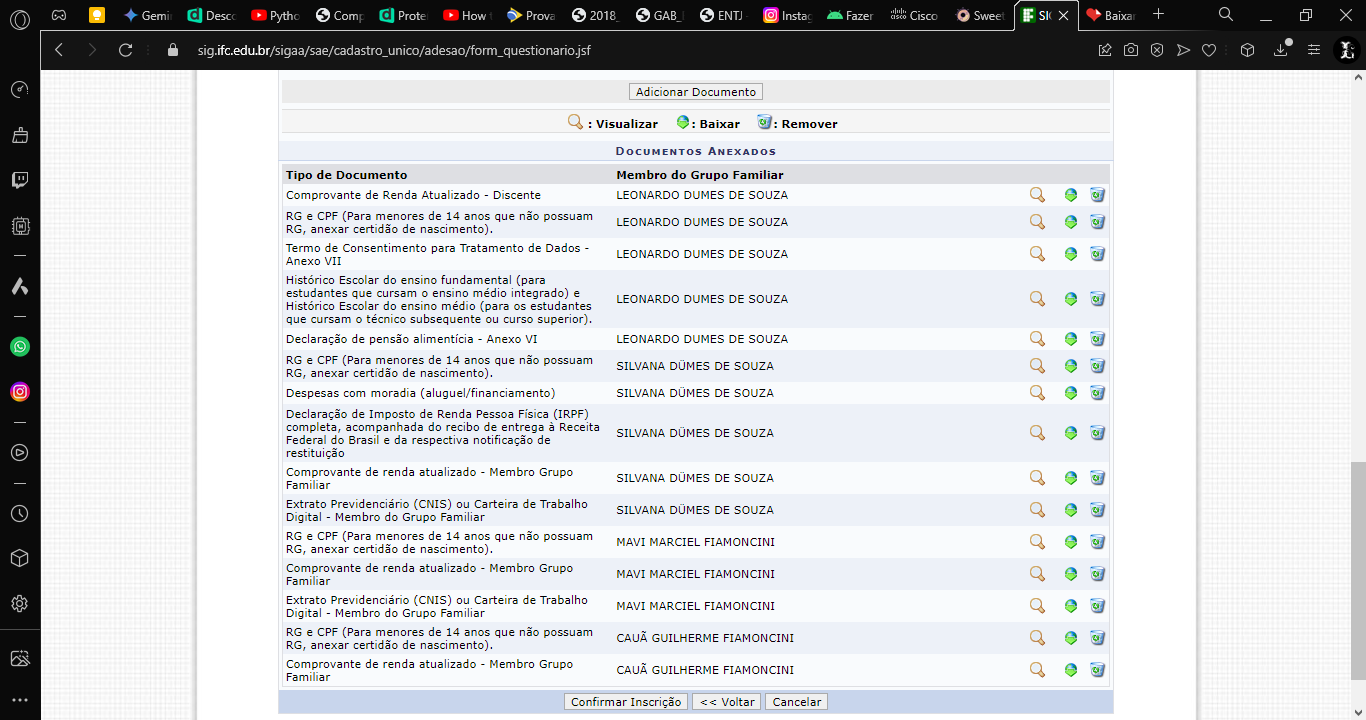 Gemi
Desc
Pytho
Comp
Prote
How t
Prova
2018_
GAB_
ENTJ
Instag
Fazer
Cisco
Sweet
SI
Baixar
sig.ifc.edu.br/sigaa/sae/cadastro_unico/adesao/form_questionario.jsf
Adicionar Documento
: Visualizar : Baixar : Remover
Documentos Anexados
Tipo de Documento Membro do Grupo Familiar
Comprovante de Renda Atualizado - Discente LEONARDO DUMES DE SOUZA
RG e CPF (Para menores de 14 anos que não possuam
RG, anexar certidão de nascimento). LEONARDO DUMES DE SOUZA
Termo de Consentimento para Tratamento de Dados -
Anexo VII LEONARDO DUMES DE SOUZA
Histórico Escolar do ensino fundamental (para
estudantes que cursam o ensino médio integrado) e
Histórico Escolar do ensino médio (para os estudantes
que cursam o técnico subsequente ou curso superior). LEONARDO DUMES DE SOUZA
Declaração de pensão alimentícia - Anexo VI LEONARDO DUMES DE SOUZA
RG e CPF (Para menores de 14 anos que não possuam
RG, anexar certidão de nascimento). SILVANA DÜMES DE SOUZA
Despesas com moradia (aluguel/financiamento) SILVANA DÜMES DE SOUZA
Declaração de Imposto de Renda Pessoa Física (IRPF)
completa, acompanhada do recibo de entrega à Receita
Federal do Brasil e da respectiva notificação de
restituição SILVANA DÜMES DE SOUZA
Comprovante de renda atualizado - Membro Grupo
Familiar SILVANA DÜMES DE SOUZA
Extrato Previdenciário (CNIS) ou Carteira de Trabalho
Digital - Membro do Grupo Familiar SILVANA DÜMES DE SOUZA
RG e CPF (Para menores de 14 anos que não possuam
RG, anexar certidão de nascimento). MAVI MARCIEL FIAMONCINI
Comprovante de renda atualizado - Membro Grupo
Familiar MAVI MARCIEL FIAMONCINI
Extrato Previdenciário (CNIS) ou Carteira de Trabalho
Digital - Membro do Grupo Familiar MAVI MARCIEL FIAMONCINI
RG e CPF (Para menores de 14 anos que não possuam
RG, anexar certidão de nascimento). CAUÃ GUILHERME FIAMONCINI
Comprovante de renda atualizado - Membro Grupo
Familiar CAUÃ GUILHERME FIAMONCINI
Confirmar Inscrição << Voltar Cancelar